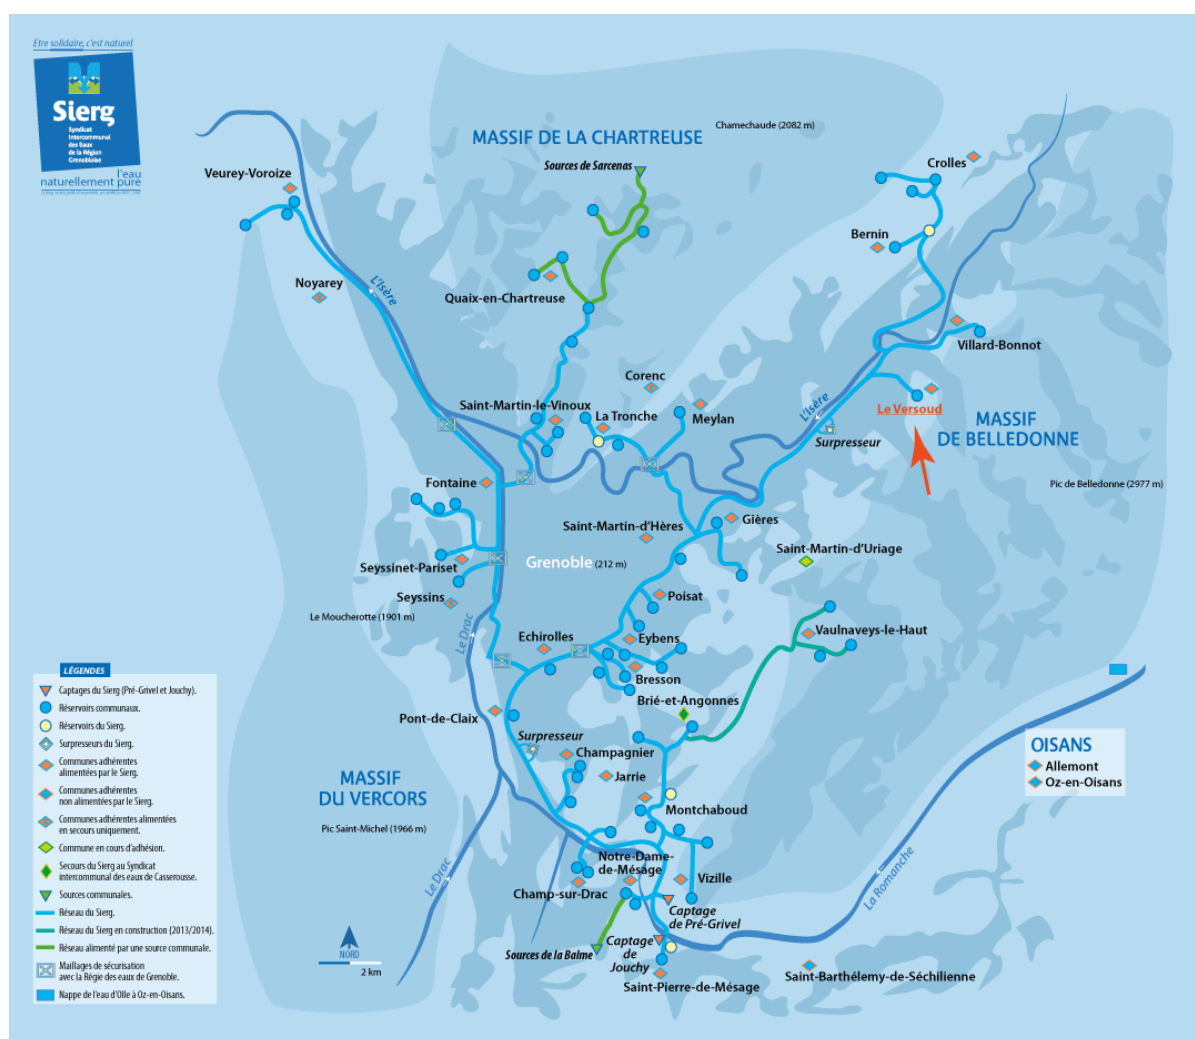 Etre solidaire, c'est naturel
Sierg
Syndicat
Intercommunal
des Eaux
de la Région
Grenobloise
l'eau
naturellement pure
MASSIF DE LA CHARTREUSE
Chamechaude (2082 m)
Sources de Sarcenas
Crolles
Veurey-Voroize
Bernin
Noyarey
L'Isère
Quaix-en-Chartreuse
Villard-Bonnot
Corenc
Saint-Martin-le-Vinoux
La Tronche
Meylan
L'Isère
Le Versoud
MASSIF
DE BELLEDONNE
Surpresseur
Pic de Belledonne (2977 m)
Fontaine
Saint-Martin-d'Hères
Gières
Saint-Martin-d'Uriage
Grenoble (212 m)
Seyssinet-Pariset
Seyssins
Poisat
Le Moucherotte (1901 m)
Le Drac
Echirolles
Eybens
Vaulnaveys-le-Haut
Bresson
Brié-et-Angonnes
Pont-de-Claix
Surpresseur
Champagnier
Jarrie
MASSIF
DU VERCORS
Montchaboud
Pic Saint-Michel (1966 m)
OISANS
Allemont
Oz-en-Oisans
Le Drac
Notre-Dame-
de-Mésage
Champ-sur-Drac
Vizille
La Romanche
Captage
de Pré-Grivel
Captage
de
Jouchy
Sources de la Balme
Saint-Pierre-de-Mésage
Saint-Barthélemy-de-Séchilienne
NORD
2 km
LÉGENDES
Captages du Sierg (Pré-Grivel et Jouchy).
Réservoirs communaux.
Réservoirs du Sierg.
Surpresseurs du Sierg.
Communes adhérentes
alimentées par le Sierg.
Communes adhérentes
non alimentées par le Sierg.
Communes adhérentes alimentées
en secours uniquement.
Commune en cours d'adhésion.
Secours du Sierg au Syndicat
intercommunal des eaux de Casserousse.
Sources communales.
Réseau du Sierg.
Réseau du Sierg en construction (2013/2014).
Réseau alimenté par une source communale.
Maillages de sécurisation
avec la Régie des eaux de Grenoble.
Nappe de l'eau d'Olle à Oz-en-Oisans.